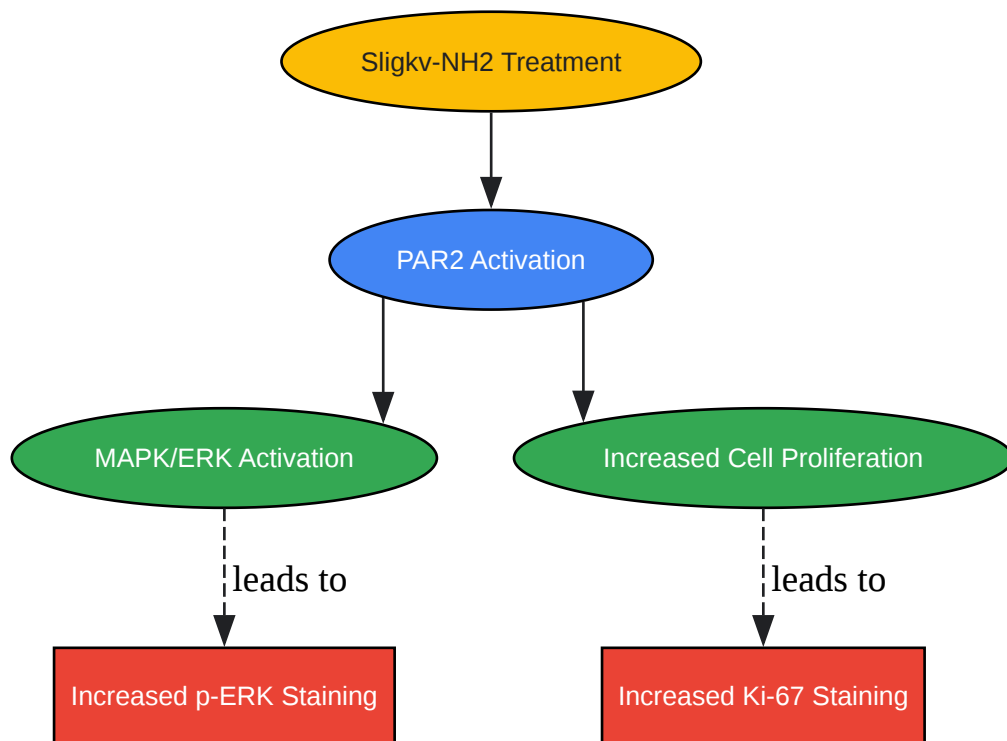 Sligkv-NH2 Treatment
PAR2 Activation
MAPK/ERK Activation
Increased Cell Proliferation
leads to
leads to
Increased p-ERK Staining
Increased Ki-67 Staining